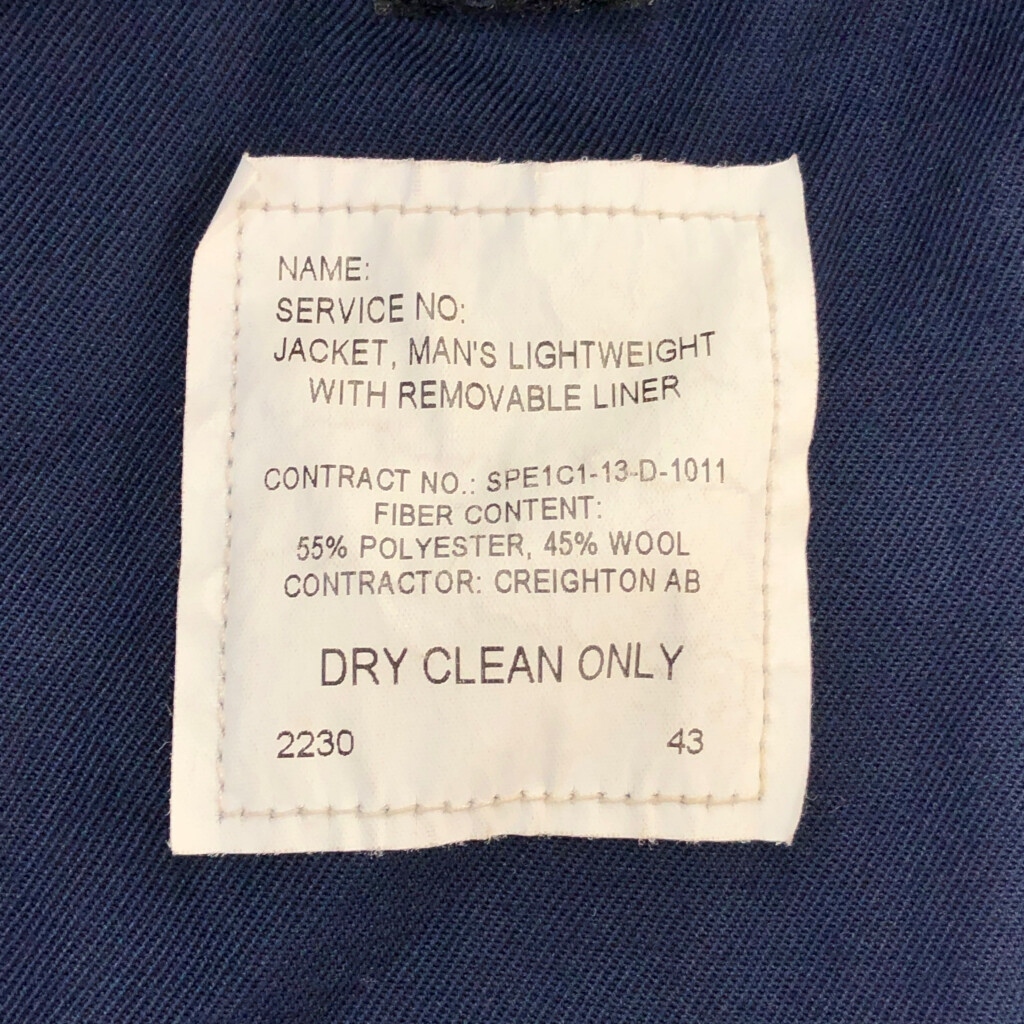 NAME:
SERVICE NO:
JACKET, MAN'S LIGHTWEIGHT
WITH REMOVABLE LINER
CONTRACT NO.: SPE1C1-13-D-1011
FIBER CONTENT:
55% POLYESTER, 45% WOOL
CONTRACTOR: CREIGHTON AB
DRY CLEAN ONLY
2230 43